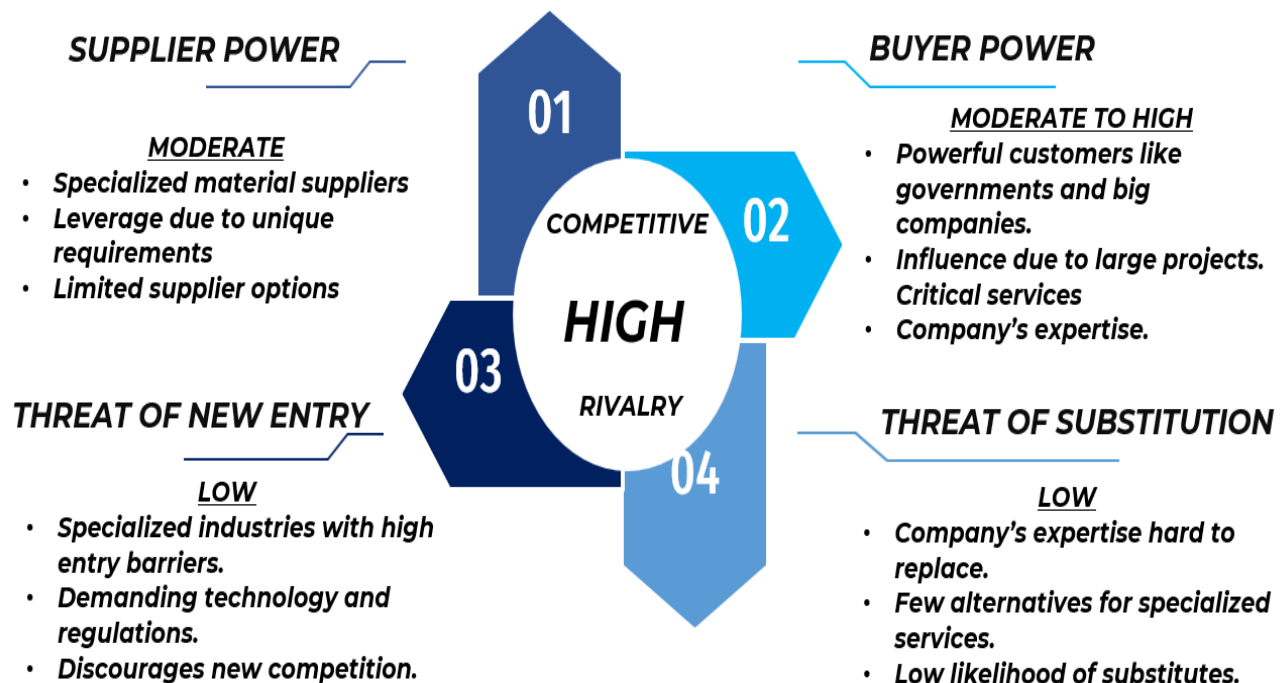 SUPPLIER POWER
MODERATE
• Specialized material suppliers
• Leverage due to unique
requirements
• Limited supplier options
01
BUYER POWER
MODERATE TO HIGH
• Powerful customers like
governments and big
companies.
• Influence due to large projects.
Critical services
• Company’s expertise.
02
COMPETITIVE
HIGH
RIVALRY
THREAT OF NEW ENTRY
LOW
• Specialized industries with high
entry barriers.
• Demanding technology and
regulations.
• Discourages new competition.
03
THREAT OF SUBSTITUTION
LOW
• Company’s expertise hard to
replace.
• Few alternatives for specialized
services.
• Low likelihood of substitutes.
04